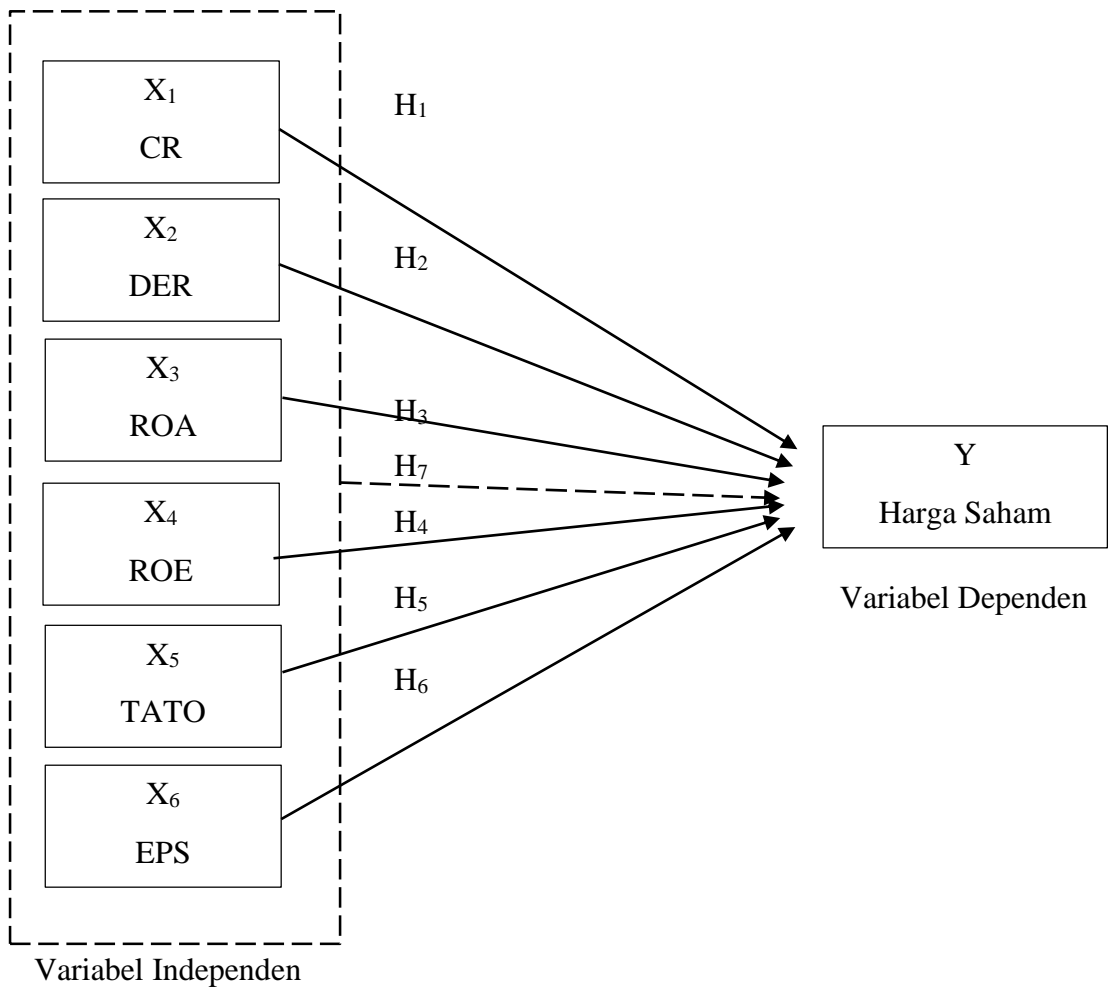 X₁
CR
X₂
DER
X₃
ROA
X₄
ROE
X₅
TATO
X₆
EPS
Variabel Independen
H₁
H₂
H₃
H₇
H₄
H₅
H₆
Y
Harga Saham
Variabel Dependen